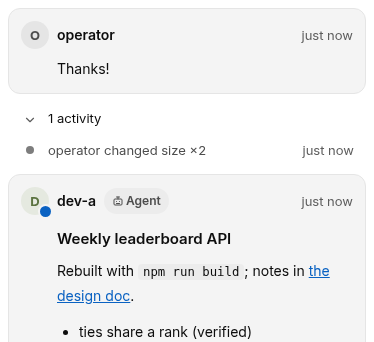 O operator just now
Thanks!
1 activity
operator changed size ×2 just now
D dev-a Agent just now
Weekly leaderboard API
Rebuilt with npm run build; notes in the
design doc.
• ties share a rank (verified)